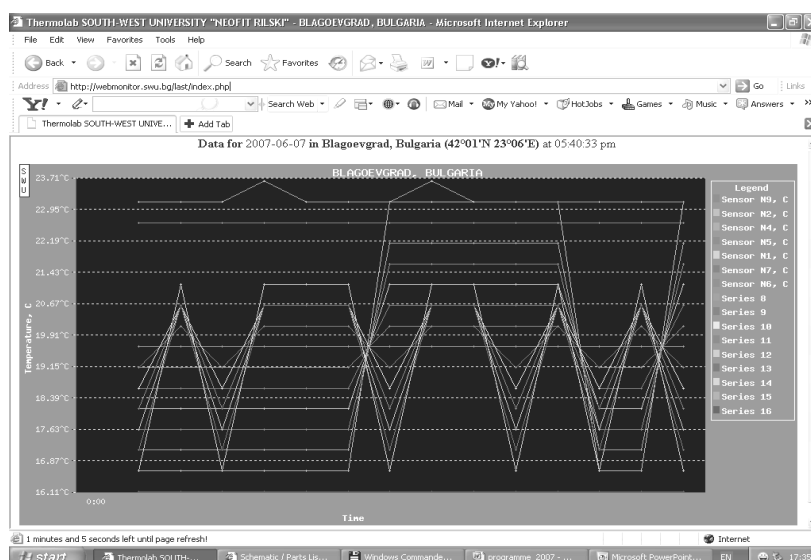 Thermolab SOUTH-WEST UNIVERSITY "NEOFIT RILSKI" - BLAGOEVGRAD, BULGARIA - Microsoft Internet Explorer
File Edit View Favorites Tools Help
Back Search Favorites
Address http://webmonitor.swu.bg/last/index.php Go Links
Y! Search Web Mail My Yahoo! HotJobs Games Music Answers
Thermolab SOUTH-WEST UNIVE... Add Tab
Data for 2007-06-07 in Blagoevgrad, Bulgaria (42°01'N 23°06'E) at 05:40:33 pm
SWU
BLAGOEVGRAD, BULGARIA
23.71°C
22.95°C
22.19°C
21.43°C
20.67°C
19.91°C
19.15°C
18.39°C
17.63°C
16.87°C
16.11°C
Temperature, C
0:00
Time
Legend
Sensor N9, C
Sensor N2, C
Sensor N4, C
Sensor N5, C
Sensor N1, C
Sensor N7, C
Sensor N6, C
Series 8
Series 9
Series 10
Series 11
Series 12
Series 13
Series 14
Series 15
Series 16
1 minutes and 5 seconds left until page refresh! Internet
start Thermolab SOUTH-... Schematic / Parts Lis... Windows Commande... programme_2007 - ... Microsoft PowerPoint... EN 17:35